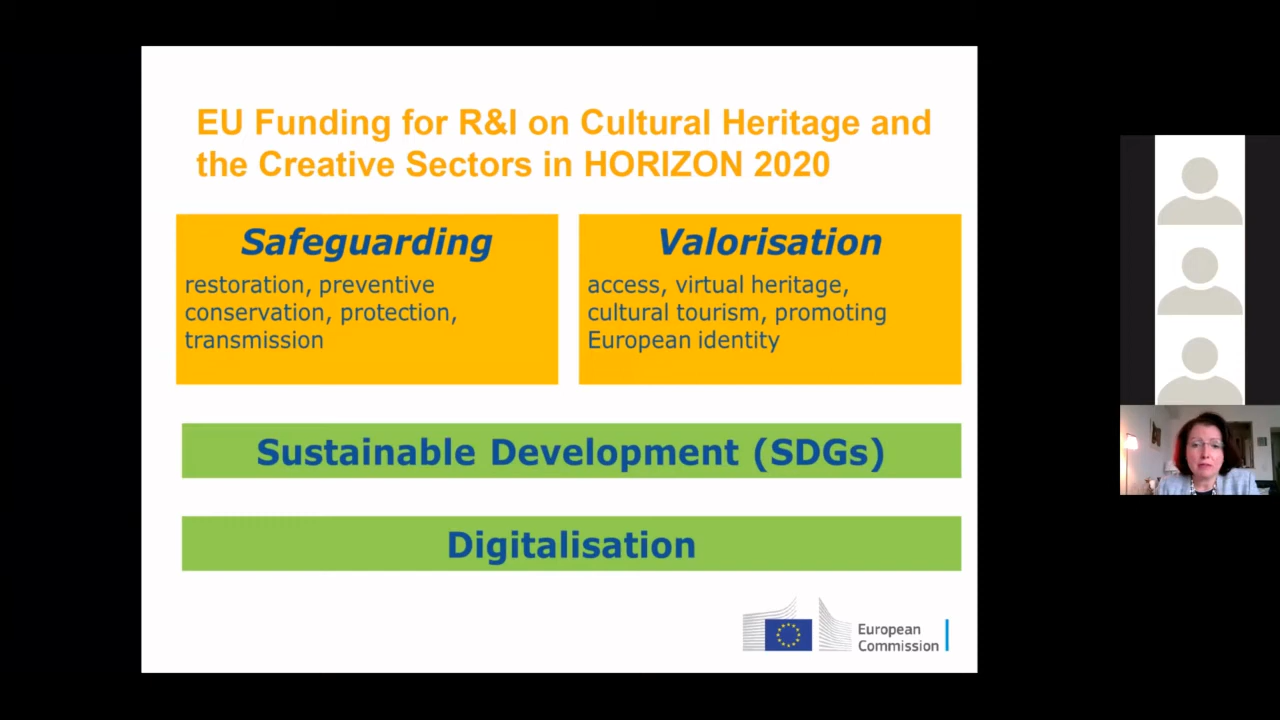 EU Funding for R&I on Cultural Heritage and
the Creative Sectors in HORIZON 2020
Safeguarding
restoration, preventive
conservation, protection,
transmission
Valorisation
access, virtual heritage,
cultural tourism, promoting
European identity
Sustainable Development (SDGs)
Digitalisation
European
Commission